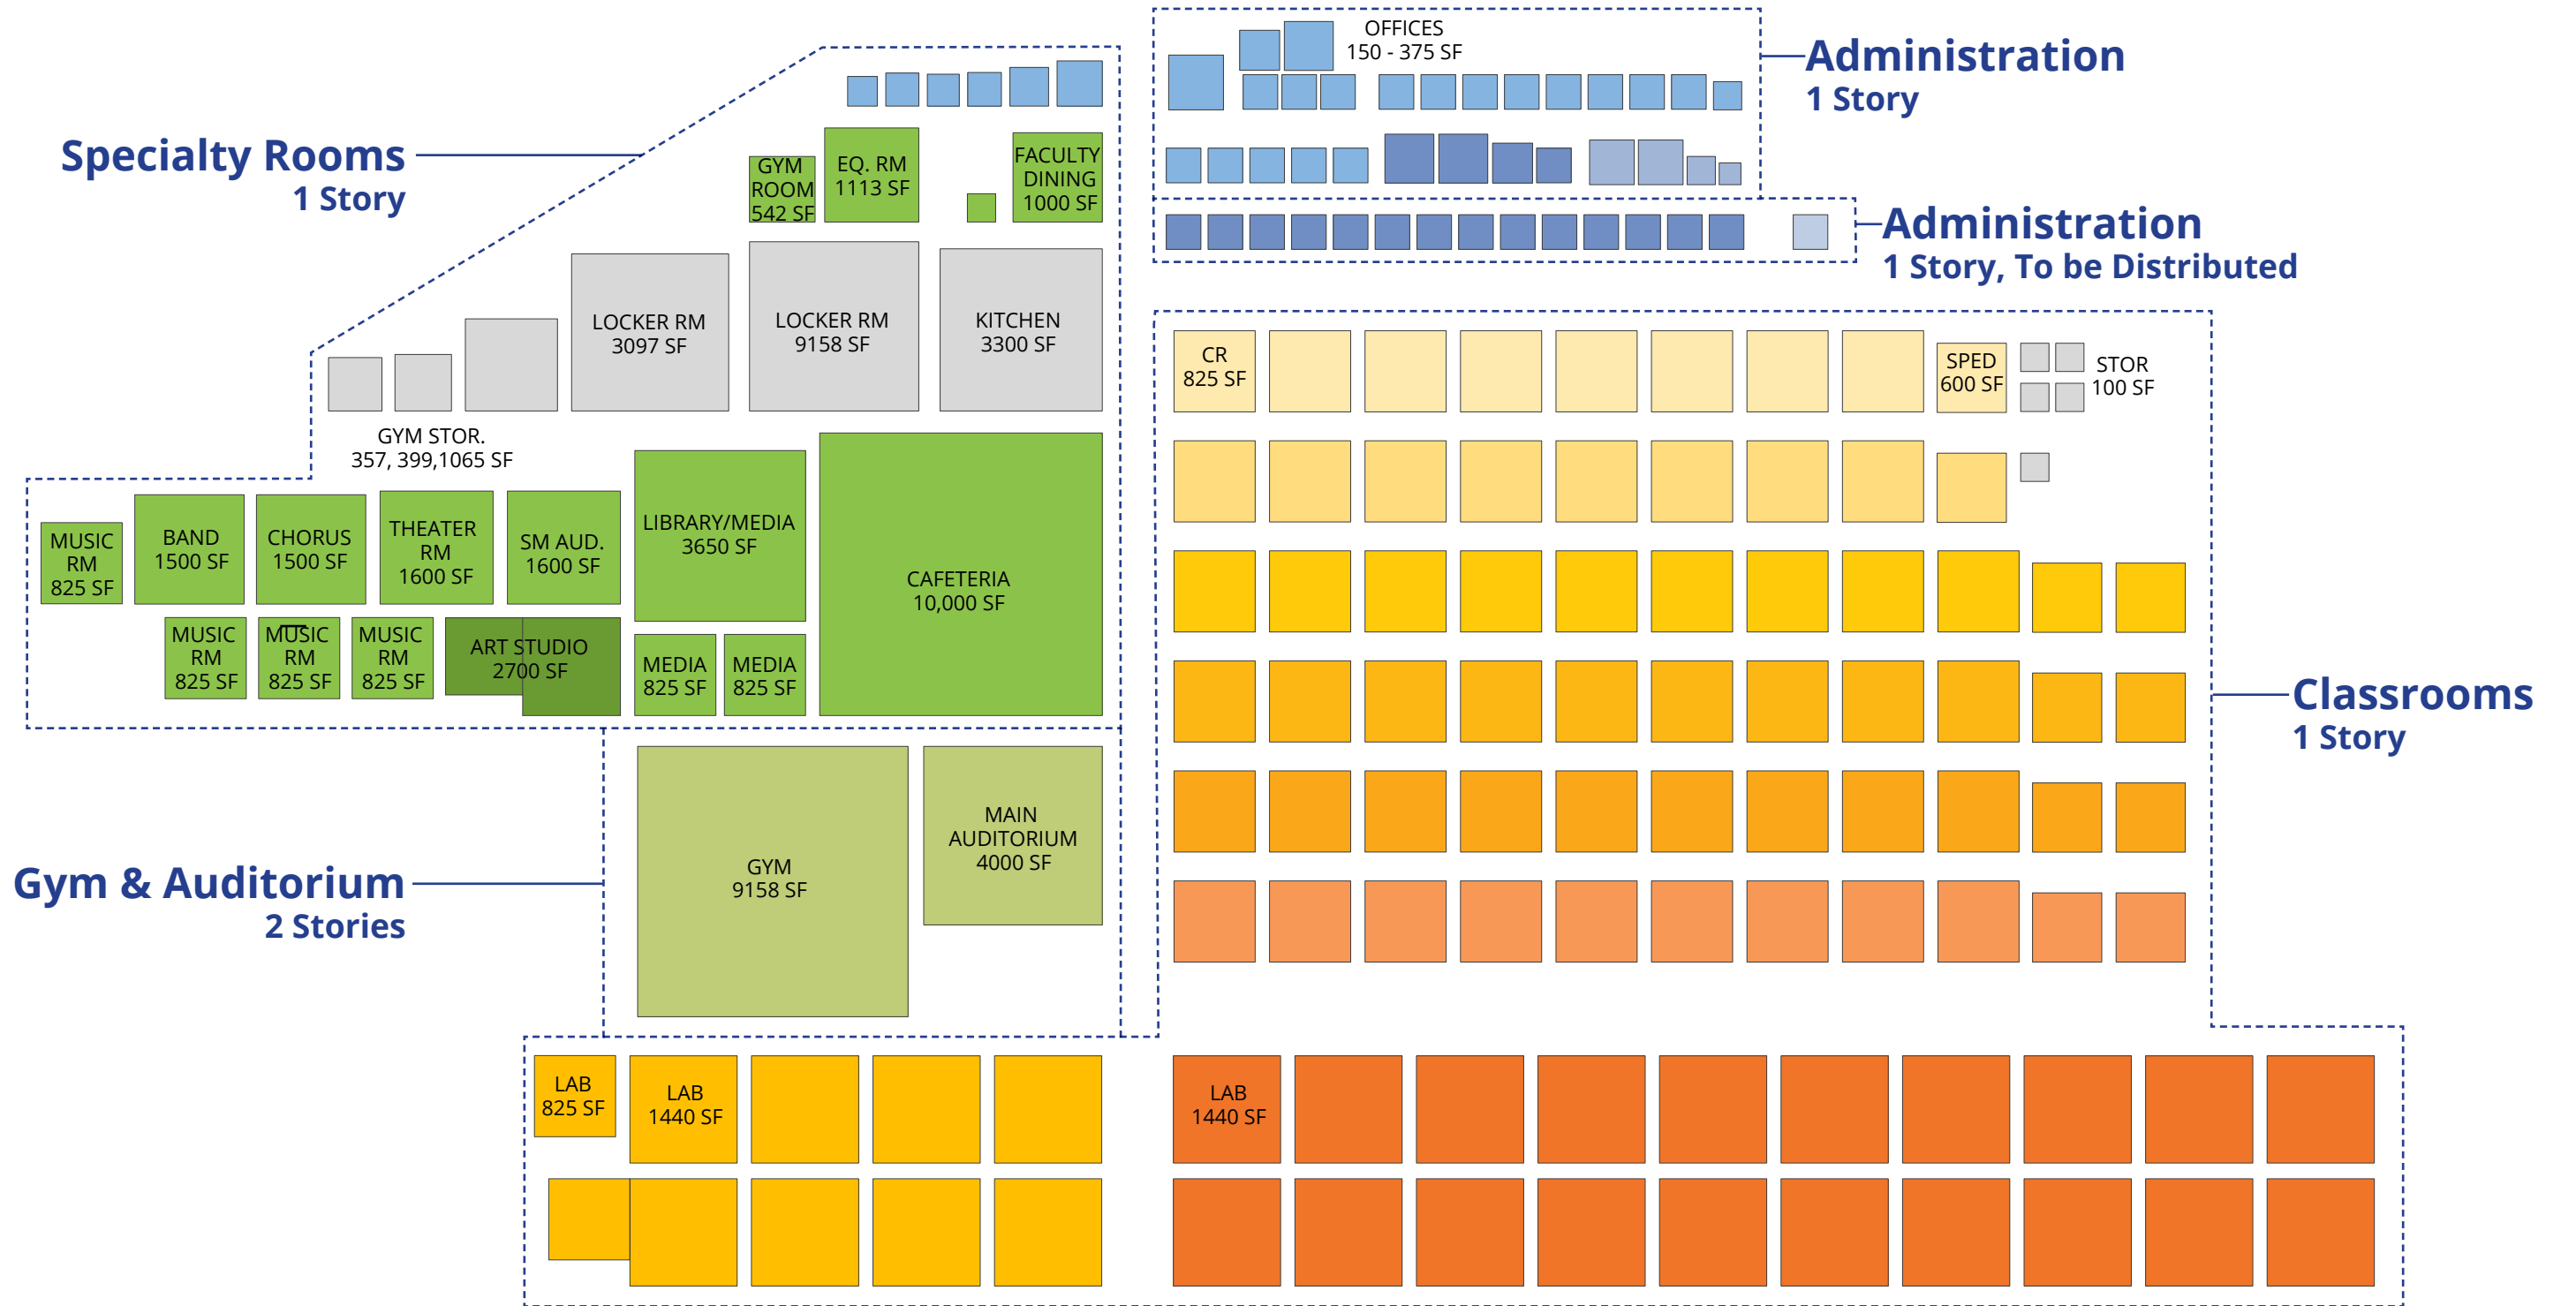 OFFICES
150 - 375 SF
Administration
1 Story
Specialty Rooms
1 Story
GYM
ROOM
542 SF
EQ. RM
1113 SF
FACULTY
DINING
1000 SF
Administration
1 Story, To be Distributed
LOCKER RM
3097 SF
LOCKER RM
9158 SF
KITCHEN
3300 SF
GYM STOR.
357, 399,1065 SF
CR
825 SF
SPED
600 SF
STOR
100 SF
MUSIC
RM
825 SF
BAND
1500 SF
CHORUS
1500 SF
THEATER
RM
1600 SF
SM AUD.
1600 SF
LIBRARY/MEDIA
3650 SF
CAFETERIA
10,000 SF
MUSIC
RM
825 SF
MUSIC
RM
825 SF
MUSIC
RM
825 SF
ART STUDIO
2700 SF
MEDIA
825 SF
MEDIA
825 SF
Classrooms
1 Story
Gym & Auditorium
2 Stories
GYM
9158 SF
MAIN
AUDITORIUM
4000 SF
LAB
825 SF
LAB
1440 SF
LAB
1440 SF